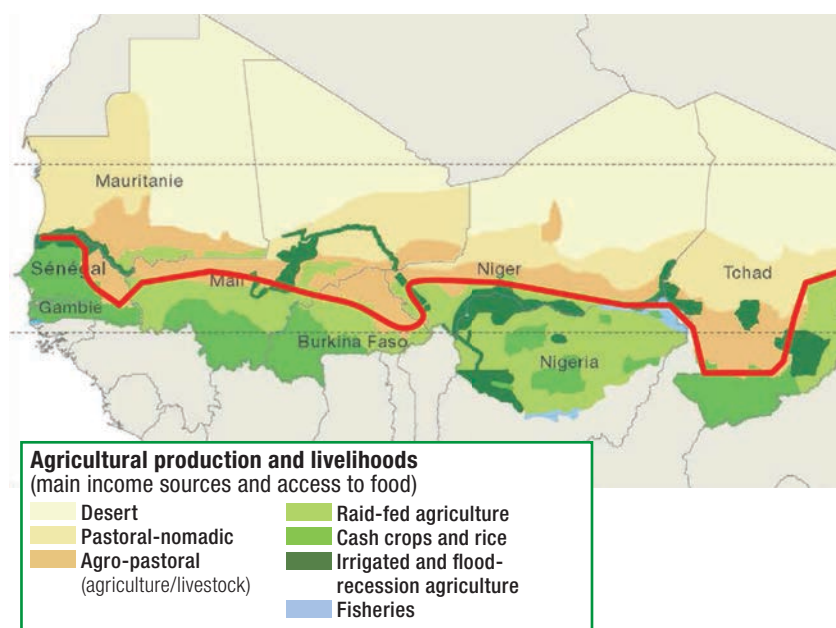 Mauritanie
Sénégal
Gambie
Mali
Burkina Faso
Niger
Nigeria
Tchad
Agricultural production and livelihoods
(main income sources and access to food)
Desert
Pastoral-nomadic
Agro-pastoral
(agriculture/livestock)
Raid-fed agriculture
Cash crops and rice
Irrigated and flood-
recession agriculture
Fisheries